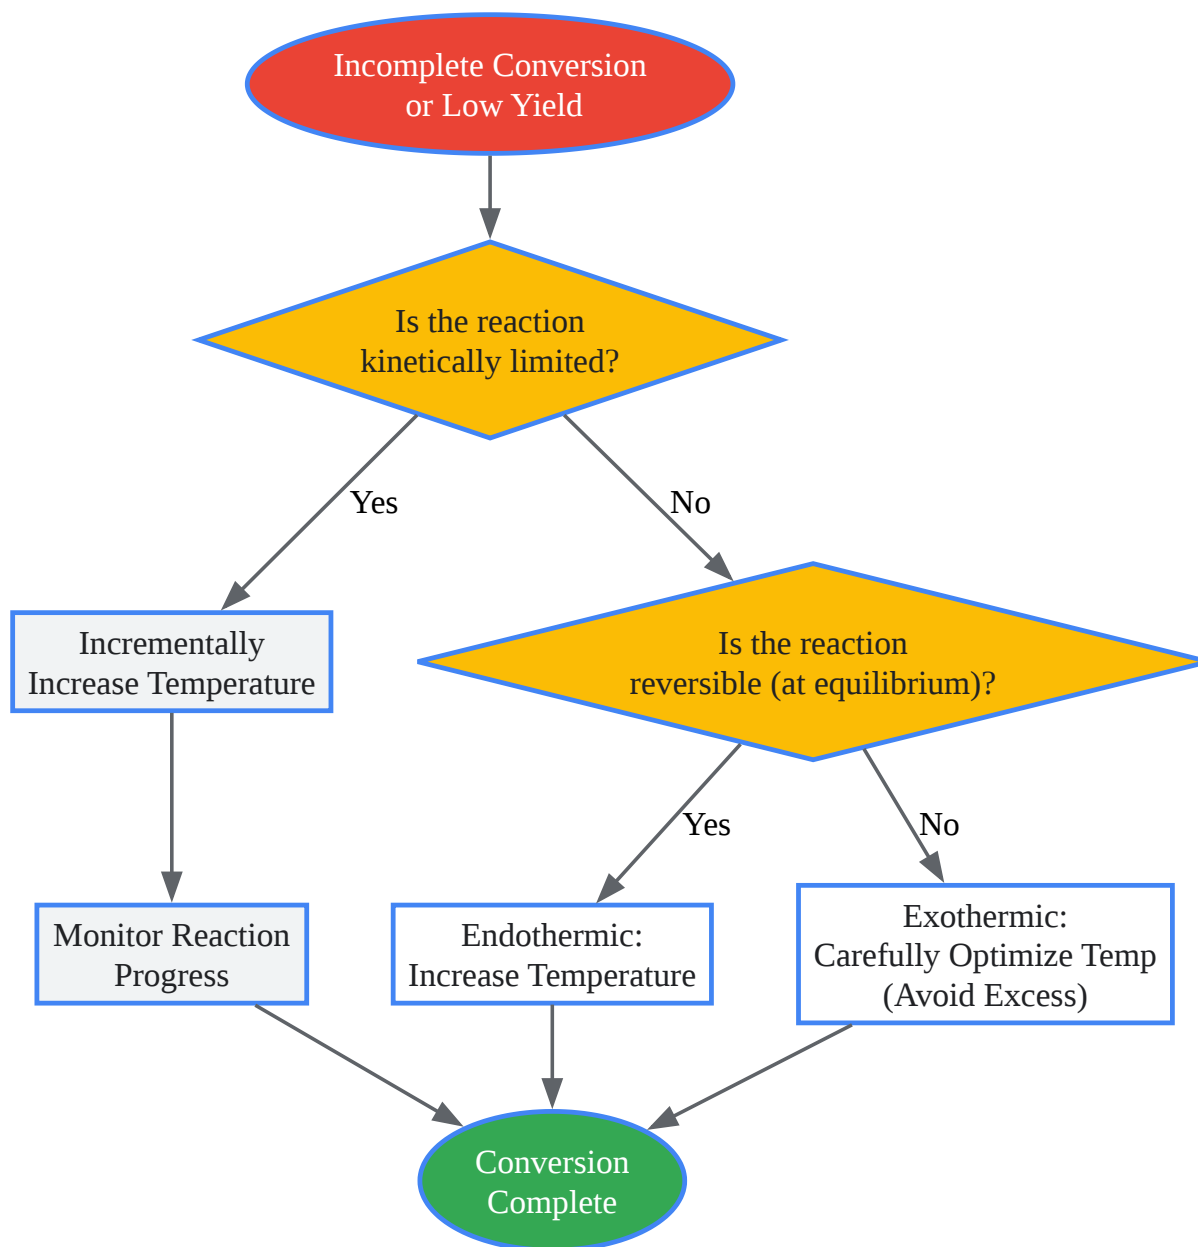 Incomplete Conversion
or Low Yield
Is the reaction
kinetically limited?
Yes
No
Incrementally
Increase Temperature
Is the reaction
reversible (at equilibrium)?
Yes
No
Monitor Reaction
Progress
Endothermic:
Increase Temperature
Exothermic:
Carefully Optimize Temp
(Avoid Excess)
Conversion
Complete